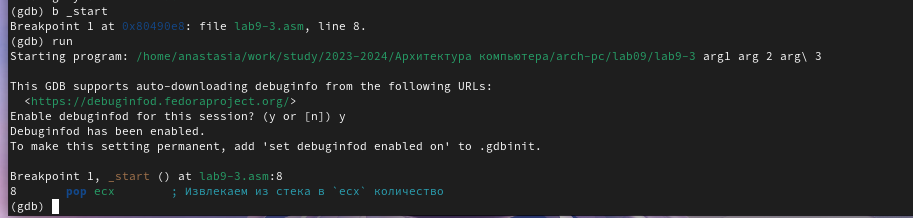 (gdb) b _start
Breakpoint 1 at 0x80490e8: file lab9-3.asm, line 8.
(gdb) run
Starting program: /home/anastasia/work/study/2023-2024/Архитектура компьютера/arch-pc/lab09/lab9-3 arg1 arg 2 arg\ 3
This GDB supports auto-downloading debuginfo from the following URLs:
<https://debuginfod.fedoraproject.org/>
Enable debuginfod for this session? (y or [n]) y
Debuginfod has been enabled.
To make this setting permanent, add 'set debuginfod enabled on' to .gdbinit.
Breakpoint 1, _start () at lab9-3.asm:8
8 pop ecx ; Извлекаем из стека в `ecx` количество
(gdb)